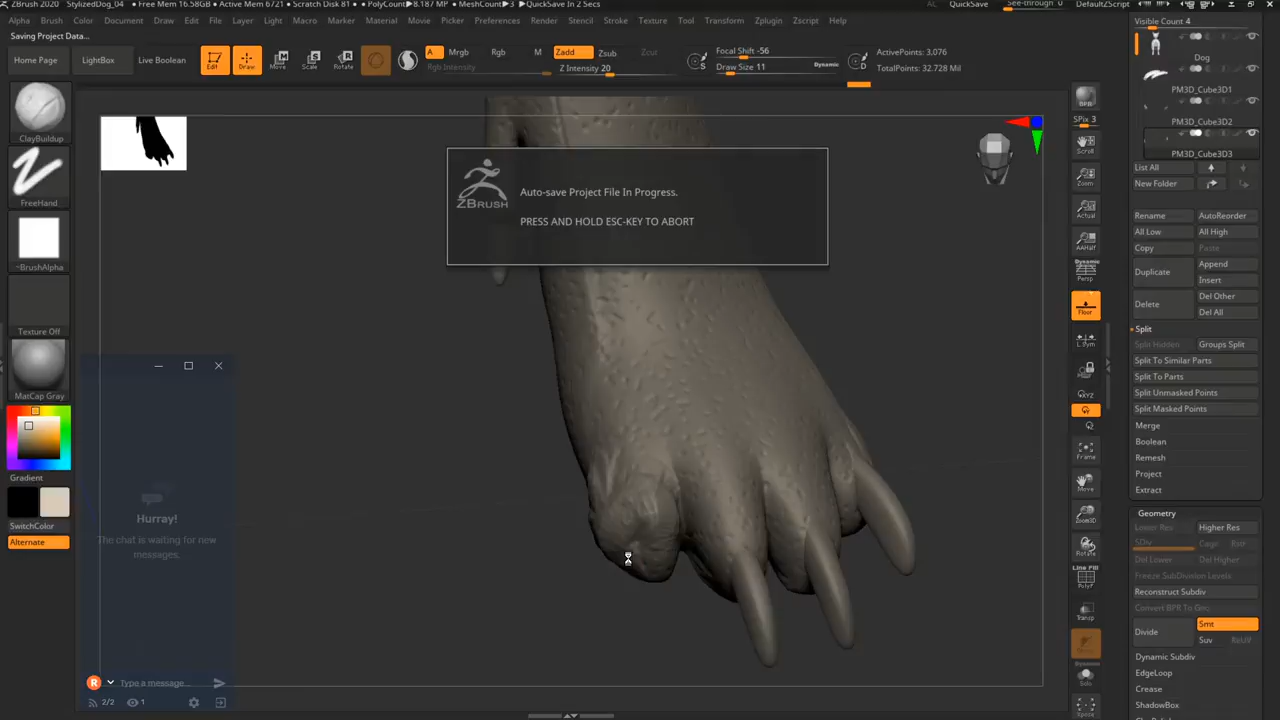 ZBrush 2020 StylizedDog_04 • Free Mem 16.58GB • Active Mem 6721 • Scratch Disk 81 • PolyCount▶8.187 MP • MeshCount▶3 QuickSave In 2 Secs AC QuickSave See-through 0 DefaultZScript
Alpha Brush Color Document Draw Edit File Layer Light Macro Marker Material Movie Picker Preferences Render Stencil Stroke Texture Tool Transform Zplugin Zscript Help
Saving Project Data...
Home Page LightBox Live Boolean Edit Draw Move Scale Rotate A Mrgb Rgb M Zadd Zsub Zcut
Rgb Intensity Z Intensity 20
Focal Shift -56
Draw Size 11 Dynamic
S D
ActivePoints: 3,076
TotalPoints: 32.728 Mil
ClayBuildup
FreeHand
~BrushAlpha
Texture Off
MatCap Gray
Gradient
SwitchColor
Alternate
Auto-save Project File In Progress.
ZBRUSH
PRESS AND HOLD ESC-KEY TO ABORT
Hurray!
The chat is waiting for new
messages.
R Type a message...
2/2 1
BPR
SPix 3
Scroll
Zoom
Actual
AAHalf
Dynamic
Persp
Floor
L.Sym
XYZ
Frame
Move
Zoom3D
Rotate
Line Fill
PolyF
Transp
Dynamic
Solo
Xpose
Visible Count 4
Dog
PM3D_Cube3D1
PM3D_Cube3D2
PM3D_Cube3D3
List All
New Folder
Rename AutoReorder
All Low All High
Copy Paste
Duplicate Append
Insert
Delete Del Other
Del All
Split
Split Hidden Groups Split
Split To Similar Parts
Split To Parts
Split Unmasked Points
Split Masked Points
Merge
Boolean
Remesh
Project
Extract
Geometry
Lower Res Higher Res
SDiv Cage Rstr
Del Lower Del Higher
Freeze SubDivision Levels
Reconstruct Subdiv
Convert BPR To Geo
Divide Smt
Suv ReUV
Dynamic Subdiv
EdgeLoop
Crease
ShadowBox